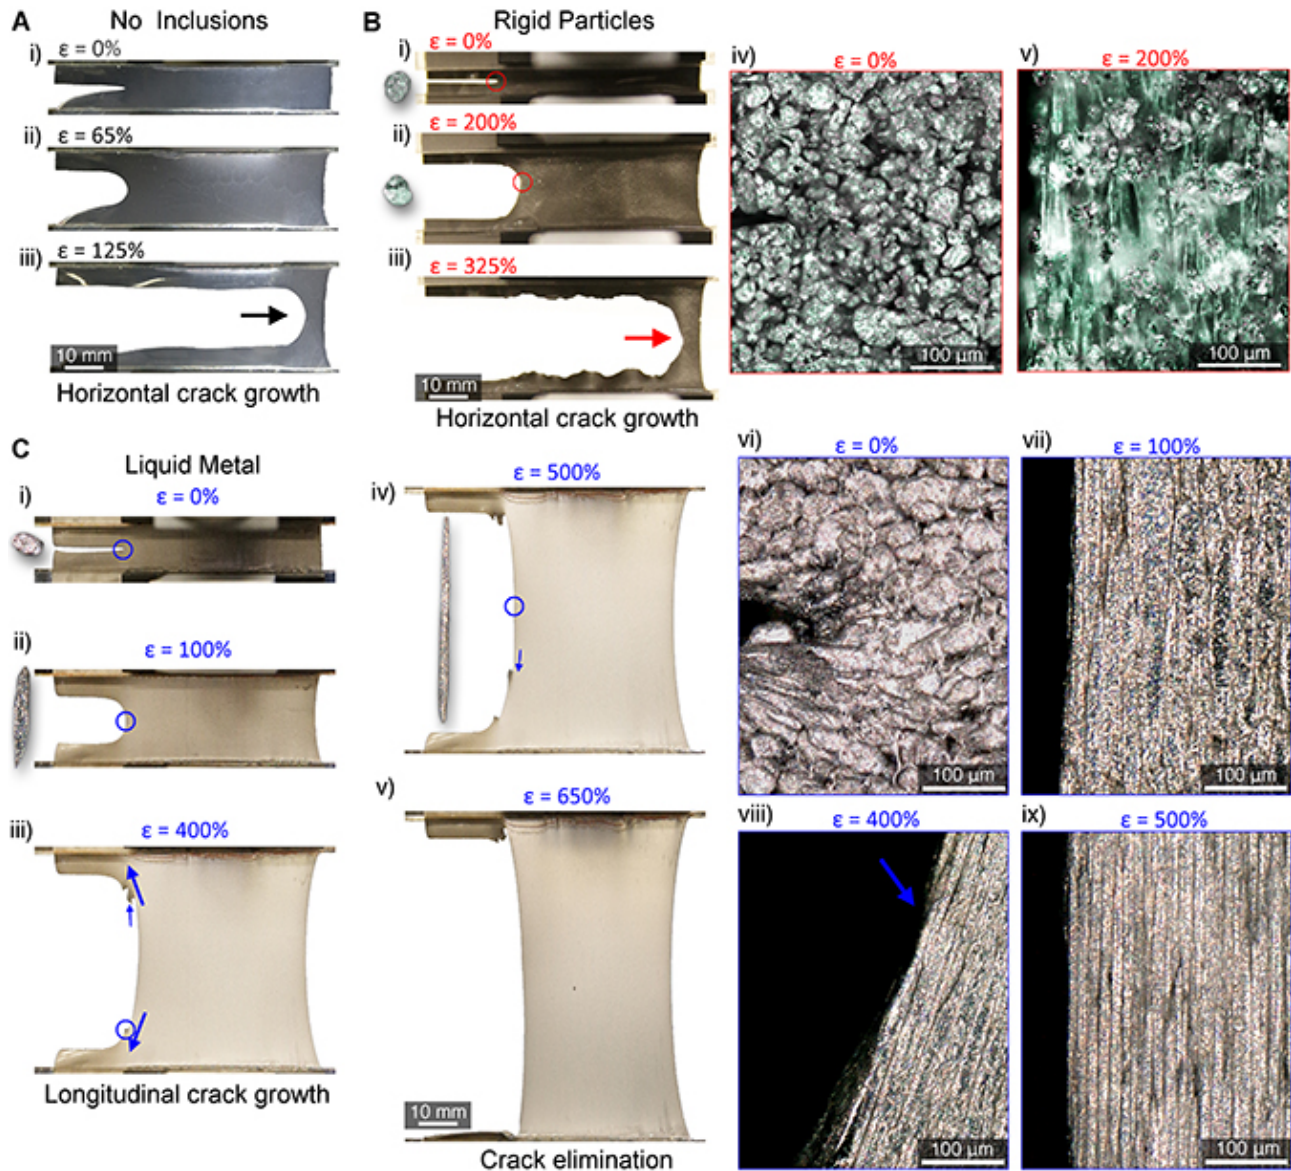 A
No Inclusions
i)
ε = 0%
ii)
ε = 65%
iii)
ε = 125%
10 mm
Horizontal crack growth
B
Rigid Particles
i)
ε = 0%
ii)
ε = 200%
iii)
ε = 325%
10 mm
Horizontal crack growth
iv)
ε = 0%
100 µm
v)
ε = 200%
100 µm
C
Liquid Metal
i)
ε = 0%
ii)
ε = 100%
iii)
ε = 400%
Longitudinal crack growth
iv)
ε = 500%
v)
ε = 650%
10 mm
Crack elimination
vi)
ε = 0%
100 µm
vii)
ε = 100%
100 µm
viii)
ε = 400%
100 µm
ix)
ε = 500%
100 µm